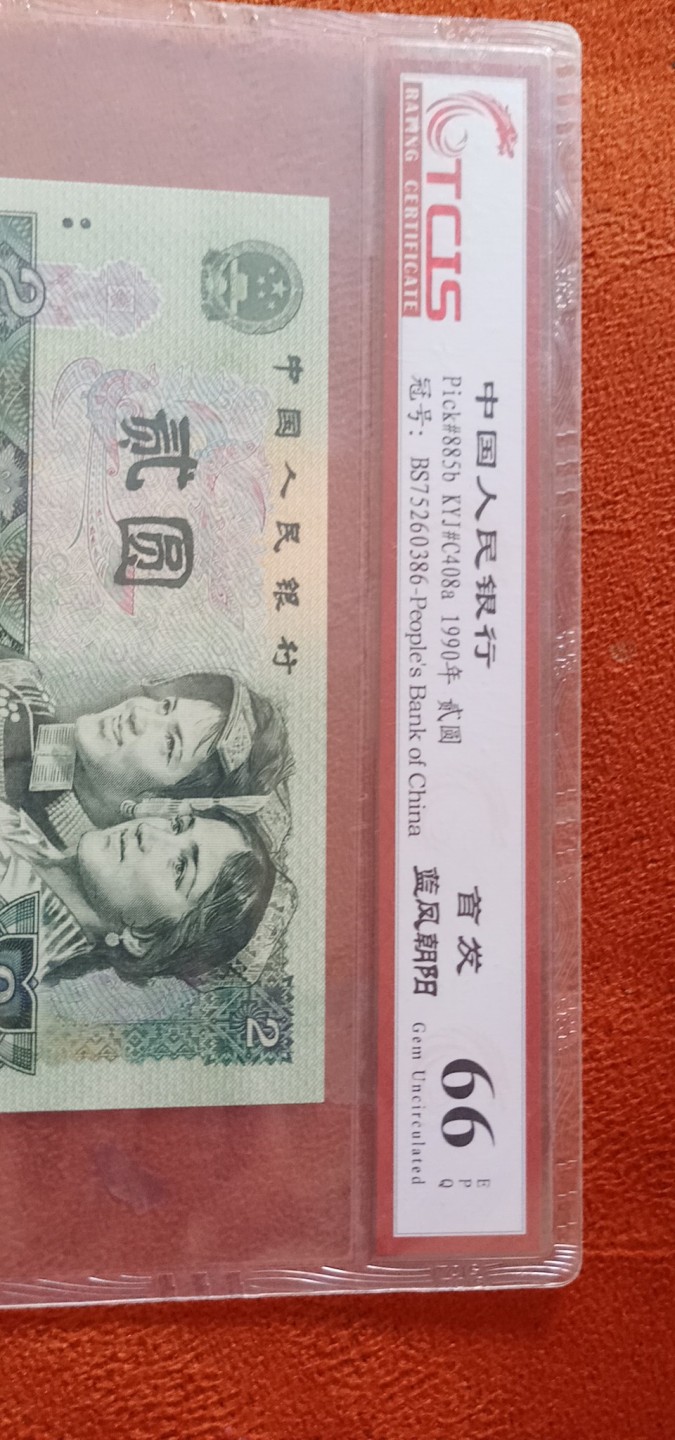 TCIS
RAPING CERTIFICATE
中国人民银行
Pick#885b KYJ#C408a 1990年 贰圆
冠号: BS75260386-People's Bank of China
首发
蓝凤朝阳
66
EPQ
Gem Uncirculated
中国人民银行
贰圆
2
2